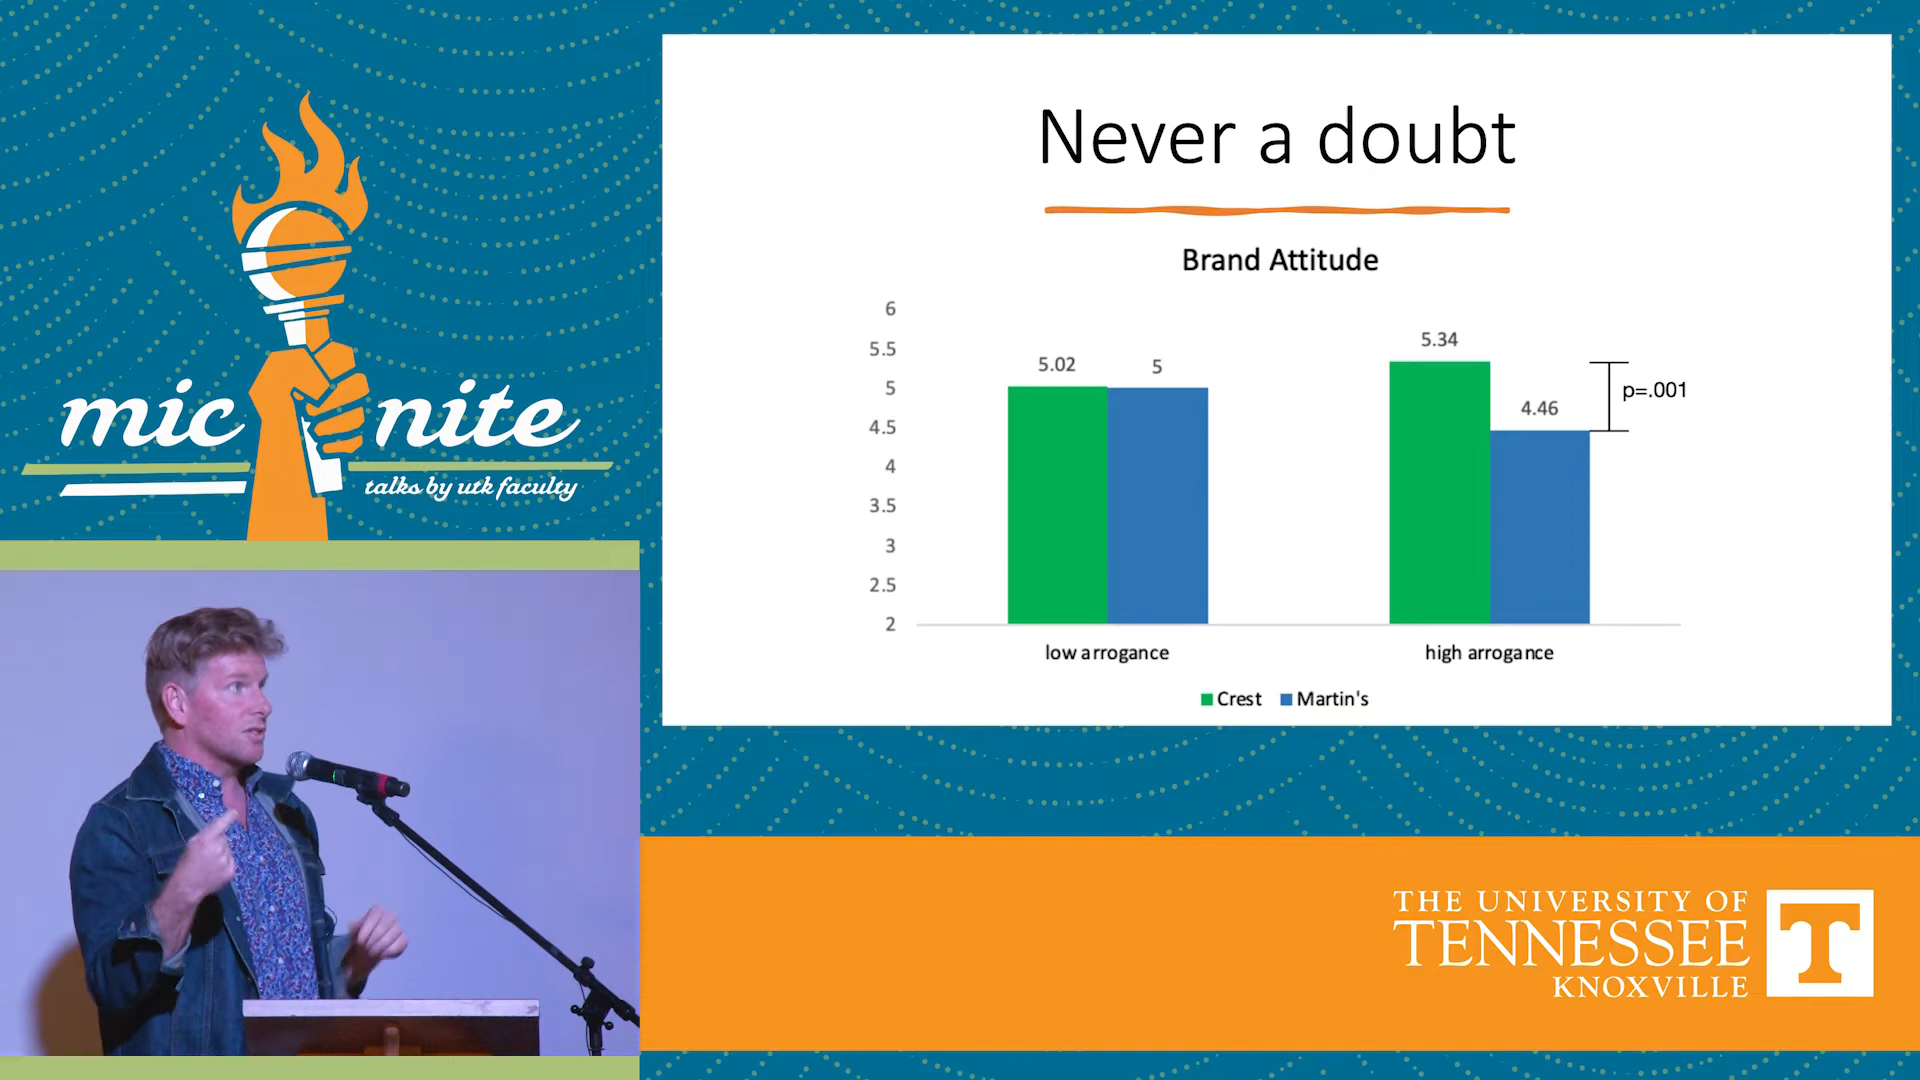 mic nite
talks by utk faculty
Never a doubt
Brand Attitude
6
5.5
5
4.5
4
3.5
3
2.5
2
5.02
5
5.34
4.46
p=.001
low arrogance
high arrogance
Crest Martin's
THE UNIVERSITY OF
TENNESSEE
KNOXVILLE
T